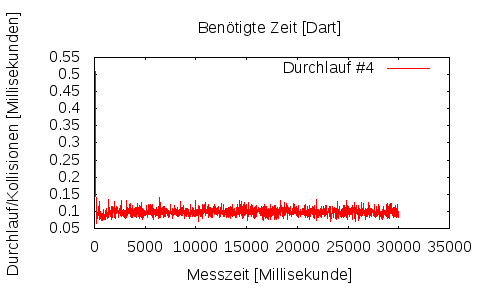 Benötigte Zeit [Dart]
Durchlauf/Kollisionen [Millisekunden]
Durchlauf #4
0.55
0.5
0.45
0.4
0.35
0.3
0.25
0.2
0.15
0.1
0.05
0 5000 10000 15000 20000 25000 30000 35000
Messzeit [Millisekunde]